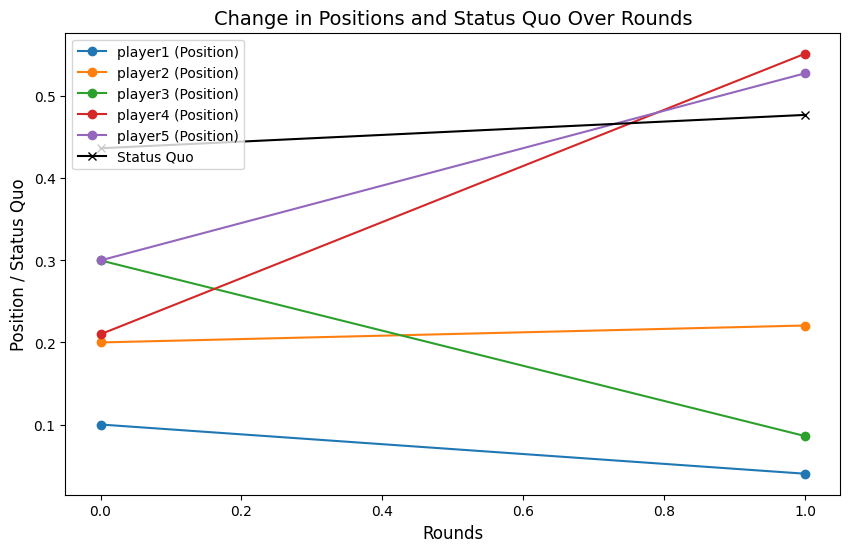 Change in Positions and Status Quo Over Rounds
player1 (Position)
player2 (Position)
player3 (Position)
player4 (Position)
player5 (Position)
Status Quo
Position / Status Quo
0.5
0.4
0.3
0.2
0.1
0.0 0.2 0.4 0.6 0.8 1.0
Rounds